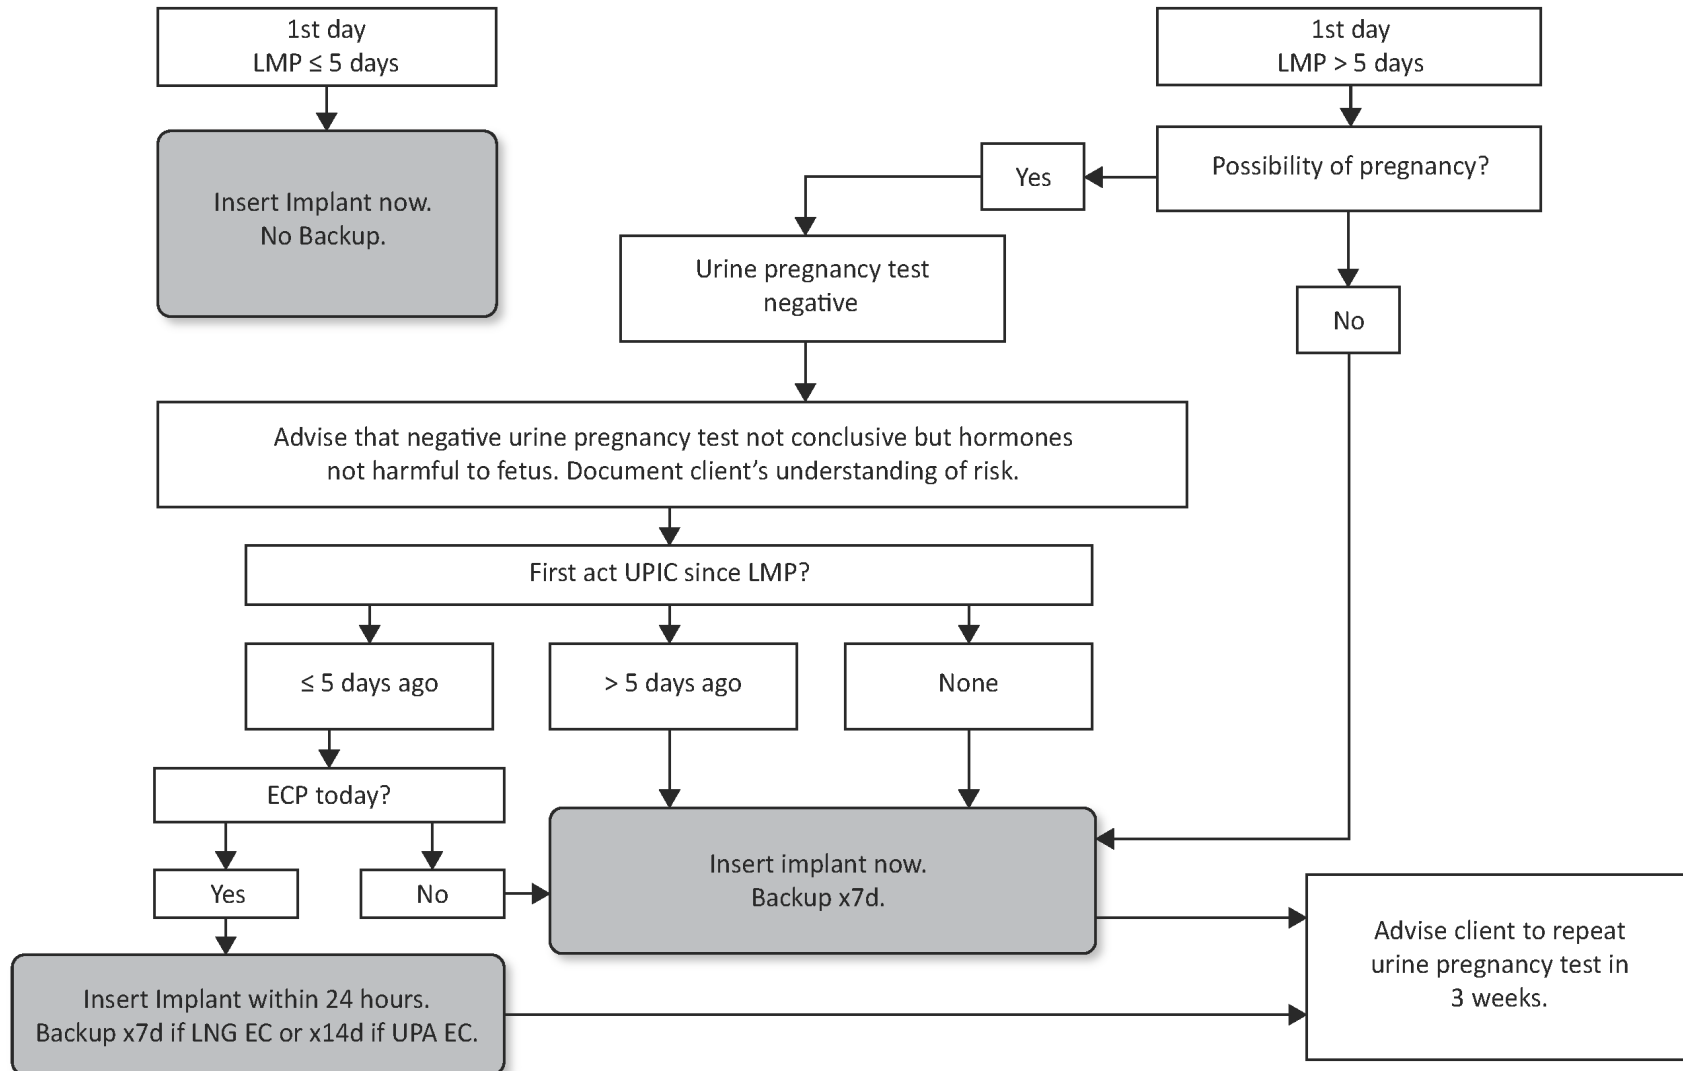 1st day
LMP ≤ 5 days
1st day
LMP > 5 days
Insert Implant now.
No Backup.
Yes
Possibility of pregnancy?
Urine pregnancy test
negative
No
Advise that negative urine pregnancy test not conclusive but hormones
not harmful to fetus. Document client’s understanding of risk.
First act UPIC since LMP?
≤ 5 days ago
> 5 days ago
None
ECP today?
Yes
No
Insert implant now.
Backup x7d.
Insert Implant within 24 hours.
Backup x7d if LNG EC or x14d if UPA EC.
Advise client to repeat
urine pregnancy test in
3 weeks.